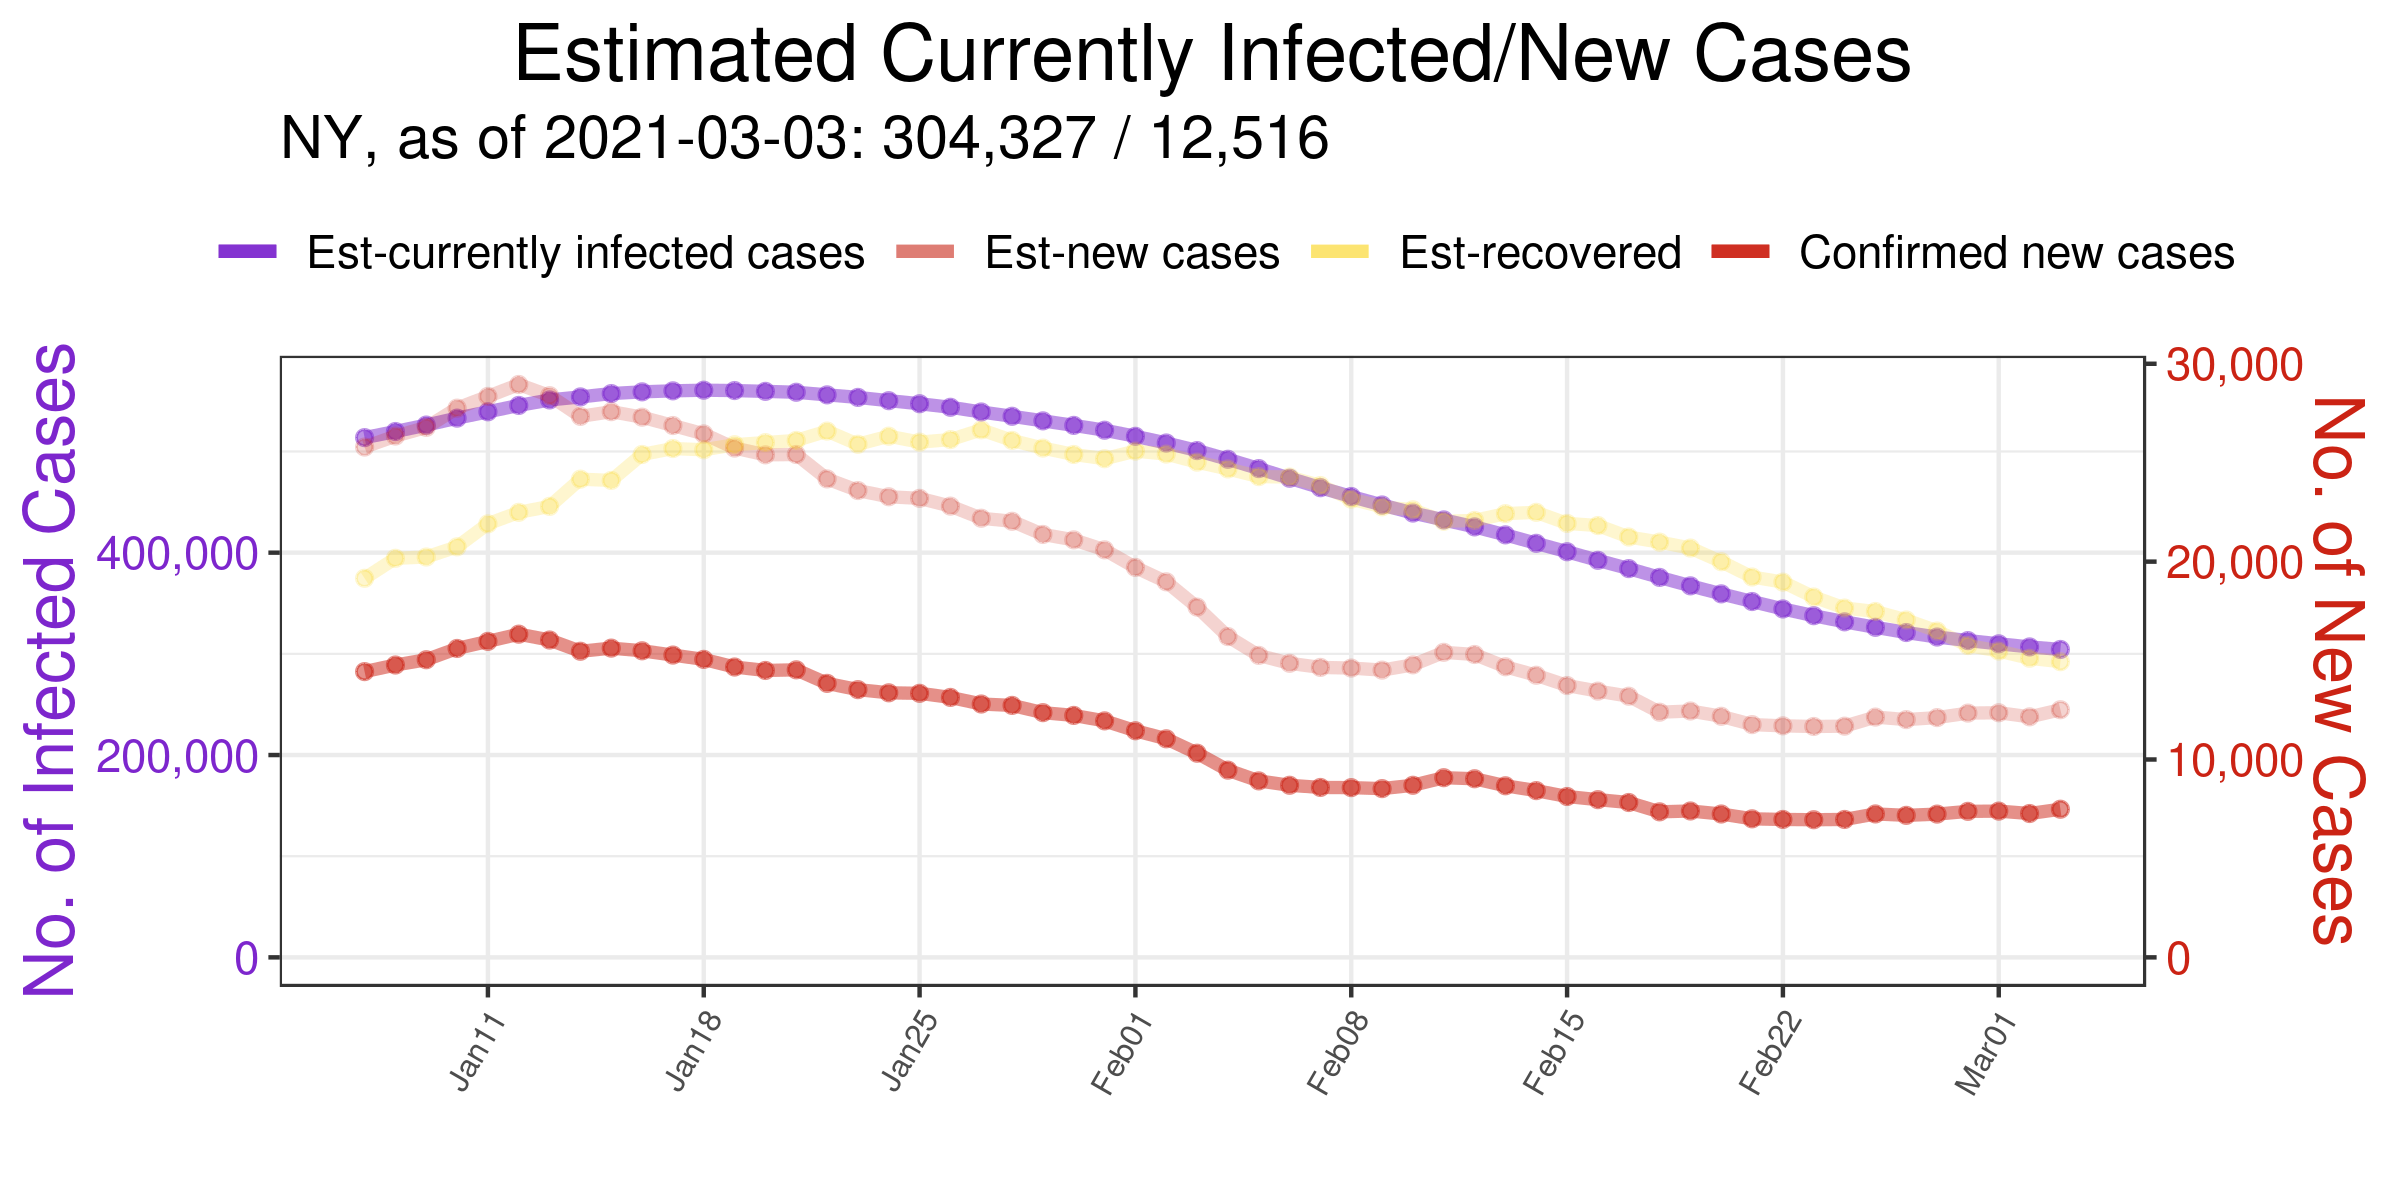 Estimated Currently Infected/New Cases
NY, as of 2021-03-03: 304,327 / 12,516
Est-currently infected cases Est-new cases Est-recovered Confirmed new cases
No. of Infected Cases
400,000
200,000
0
30,000
20,000
10,000
0
No. of New Cases
Jan11 Jan18 Jan25 Feb01 Feb08 Feb15 Feb22 Mar01